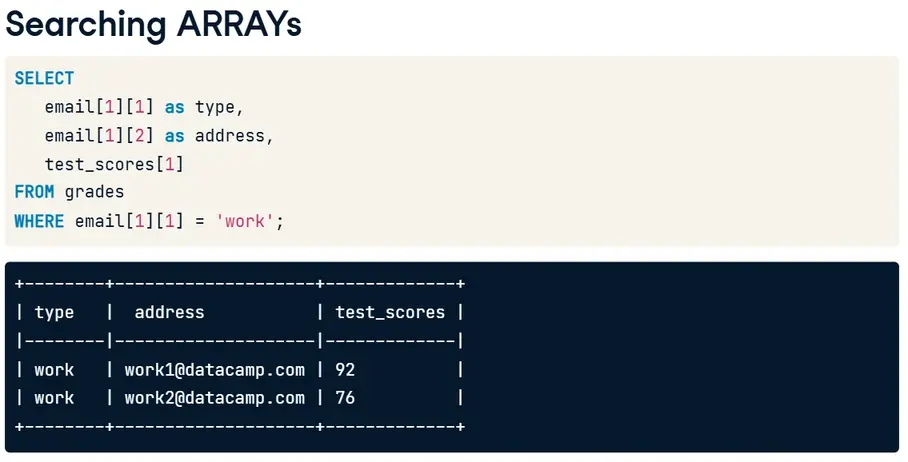 Searching ARRAYs
SELECT
email[1][1] as type,
email[1][2] as address,
test_scores[1]
FROM grades
WHERE email[1][1] = 'work';
+--------+--------------------+-------------+
| type   |  address           | test_scores |
|--------|--------------------|-------------|
| work   | work1@datacamp.com | 92          |
| work   | work2@datacamp.com | 76          |
+--------+--------------------+-------------+